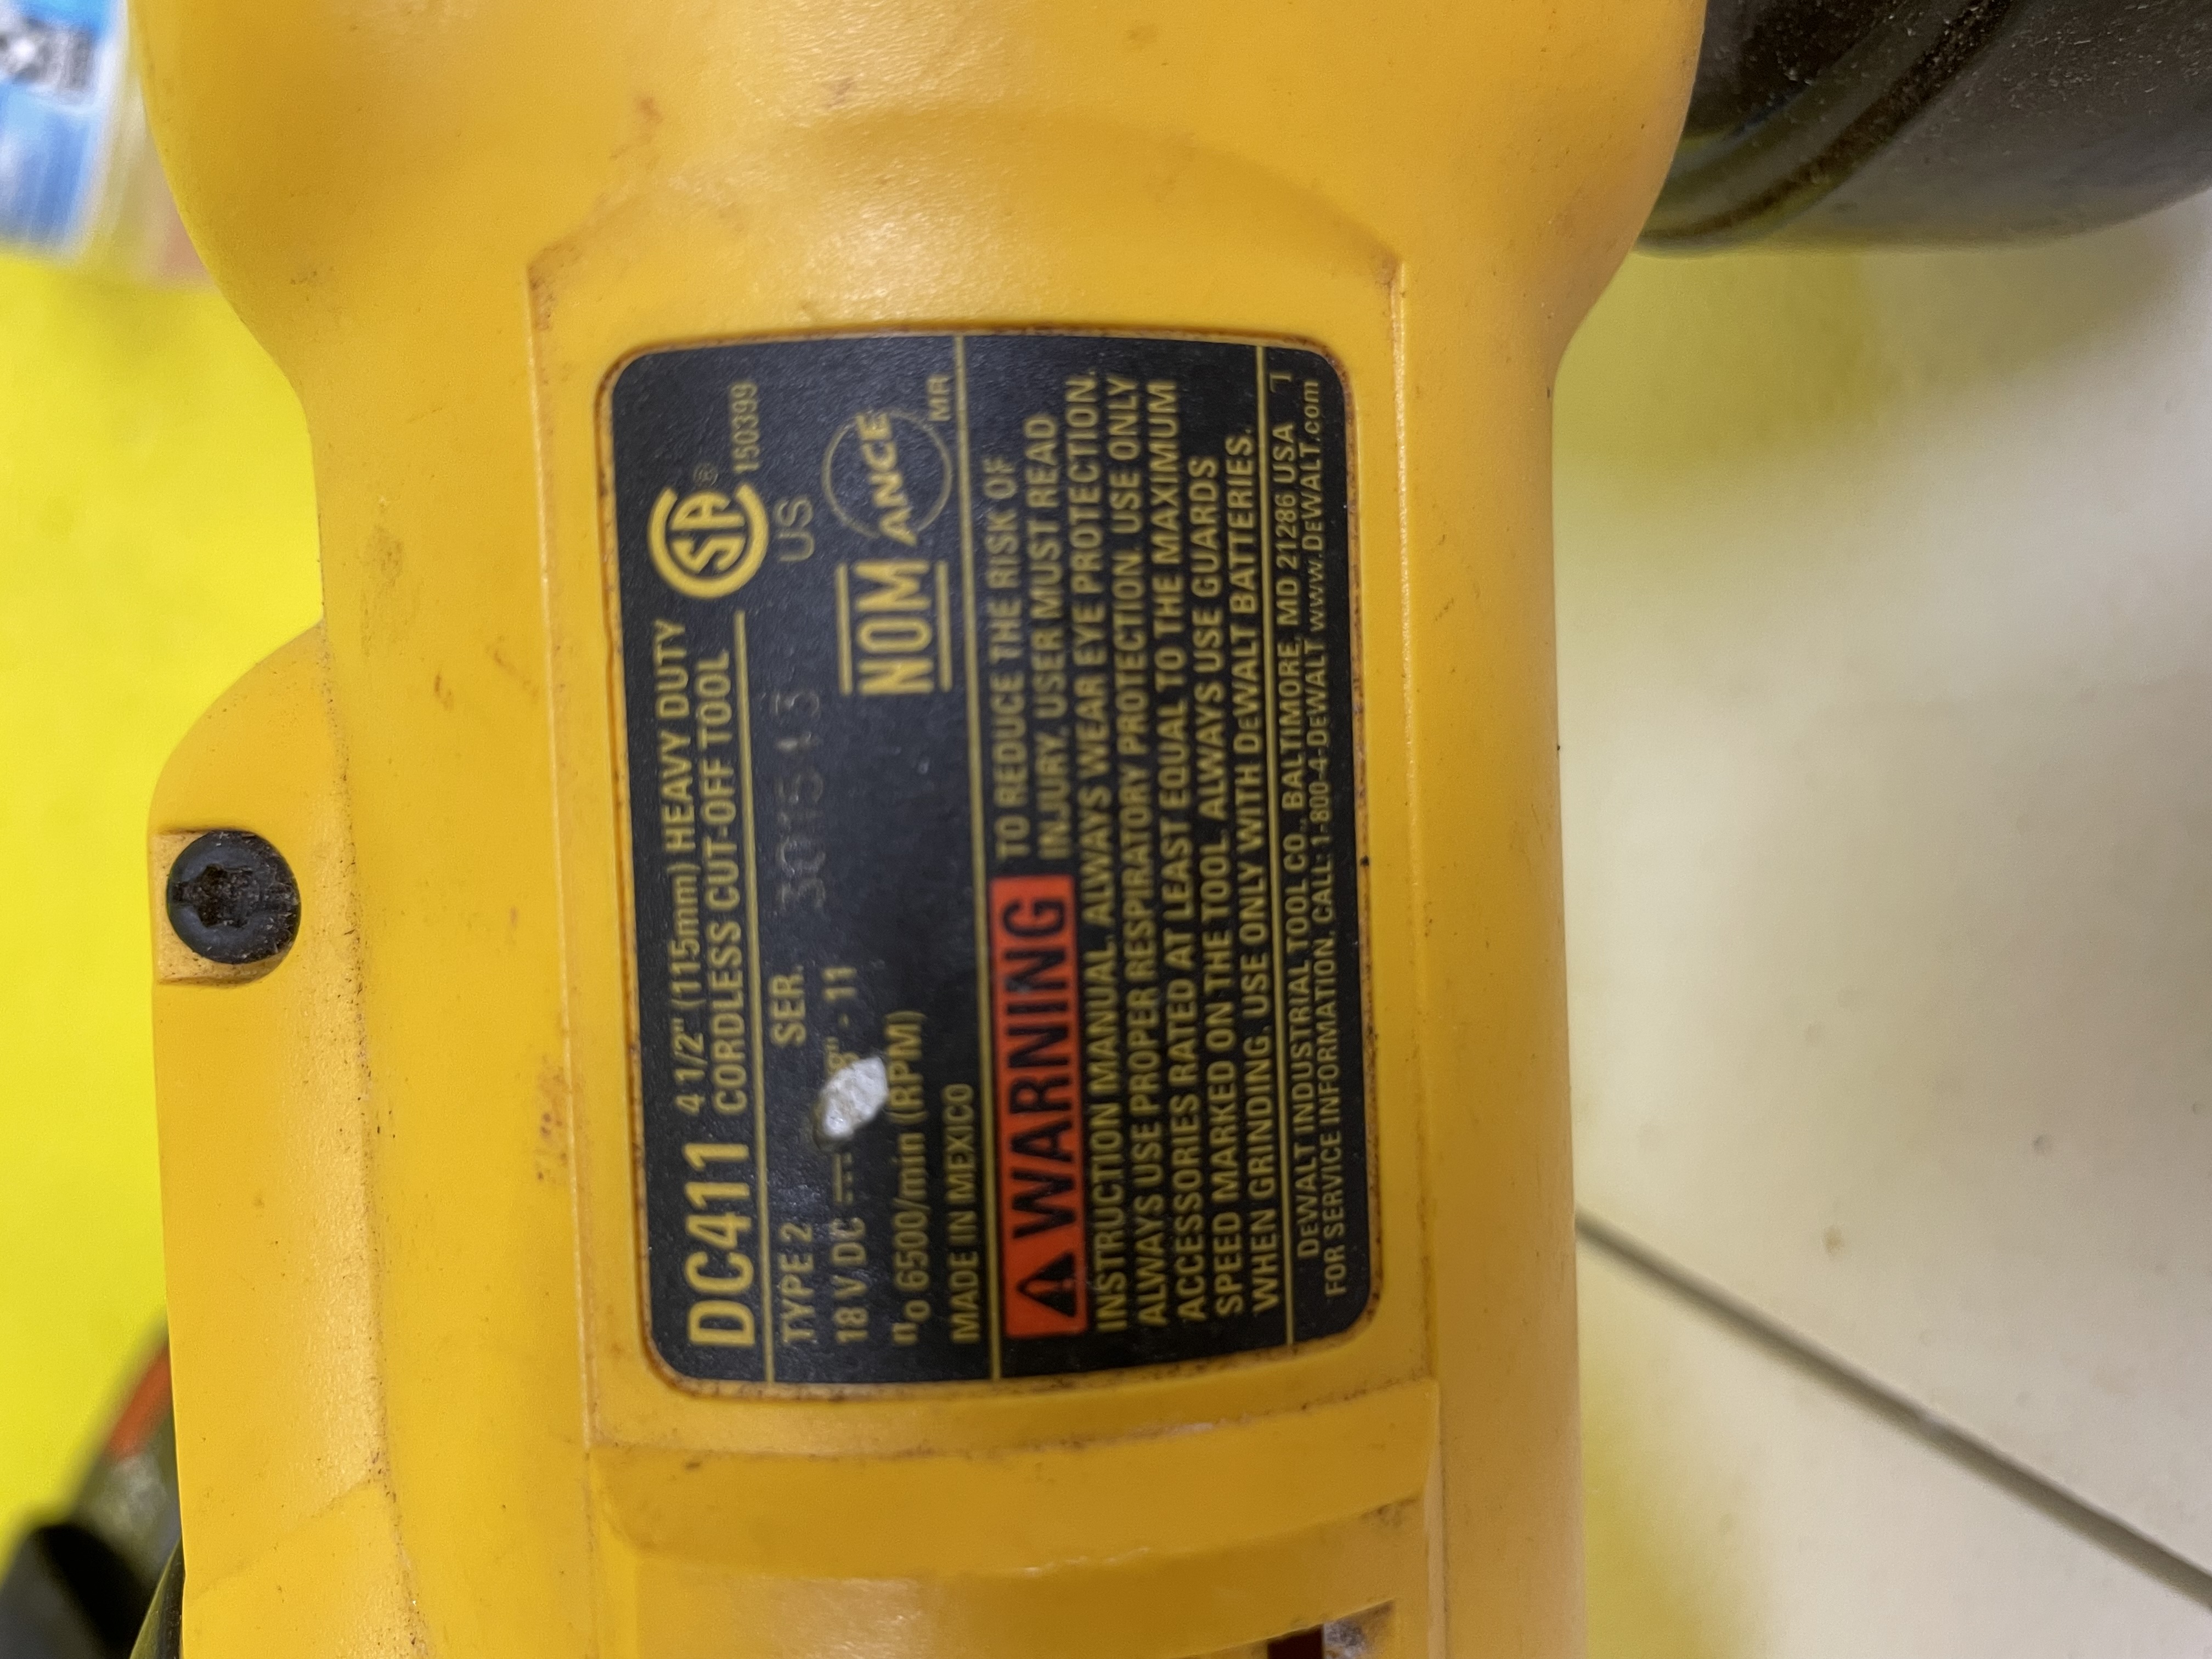 DC411 4 1/2" (115mm) HEAVY DUTY
CORDLESS CUT-OFF TOOL
SA ® 150399
US
TYPE 2 SER.
18 V DC 8" - 11
n0 6500/min (RPM)
MADE IN MEXICO
NOM ANCE MR
WARNING TO REDUCE THE RISK OF
INJURY, USER MUST READ
INSTRUCTION MANUAL. ALWAYS WEAR EYE PROTECTION.
ALWAYS USE PROPER RESPIRATORY PROTECTION. USE ONLY
ACCESSORIES RATED AT LEAST EQUAL TO THE MAXIMUM
SPEED MARKED ON THE TOOL. ALWAYS USE GUARDS
WHEN GRINDING. USE ONLY WITH DeWALT BATTERIES.
DeWALT INDUSTRIAL TOOL CO., BALTIMORE, MD 21286 USA
FOR SERVICE INFORMATION, CALL: 1-800-4-DeWALT www.DeWALT.com